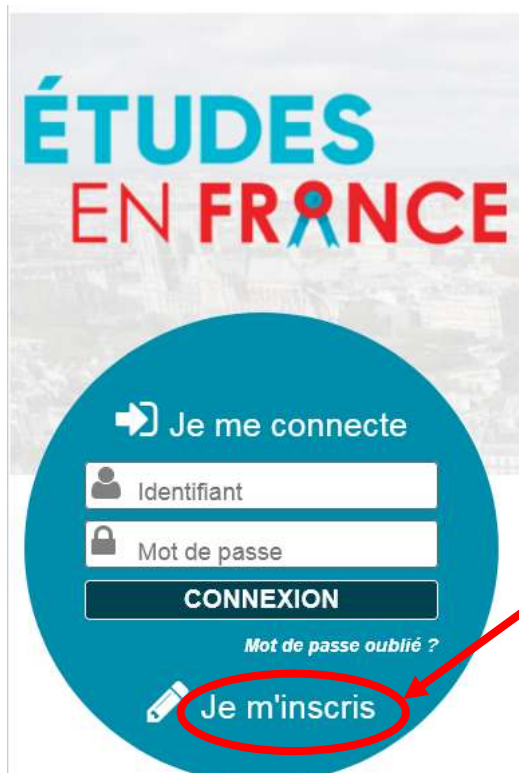 ÉTUDES
EN FRANCE
Je me connecte
Identifiant
Mot de passe
CONNEXION
Mot de passe oublié ?
Je m'inscris